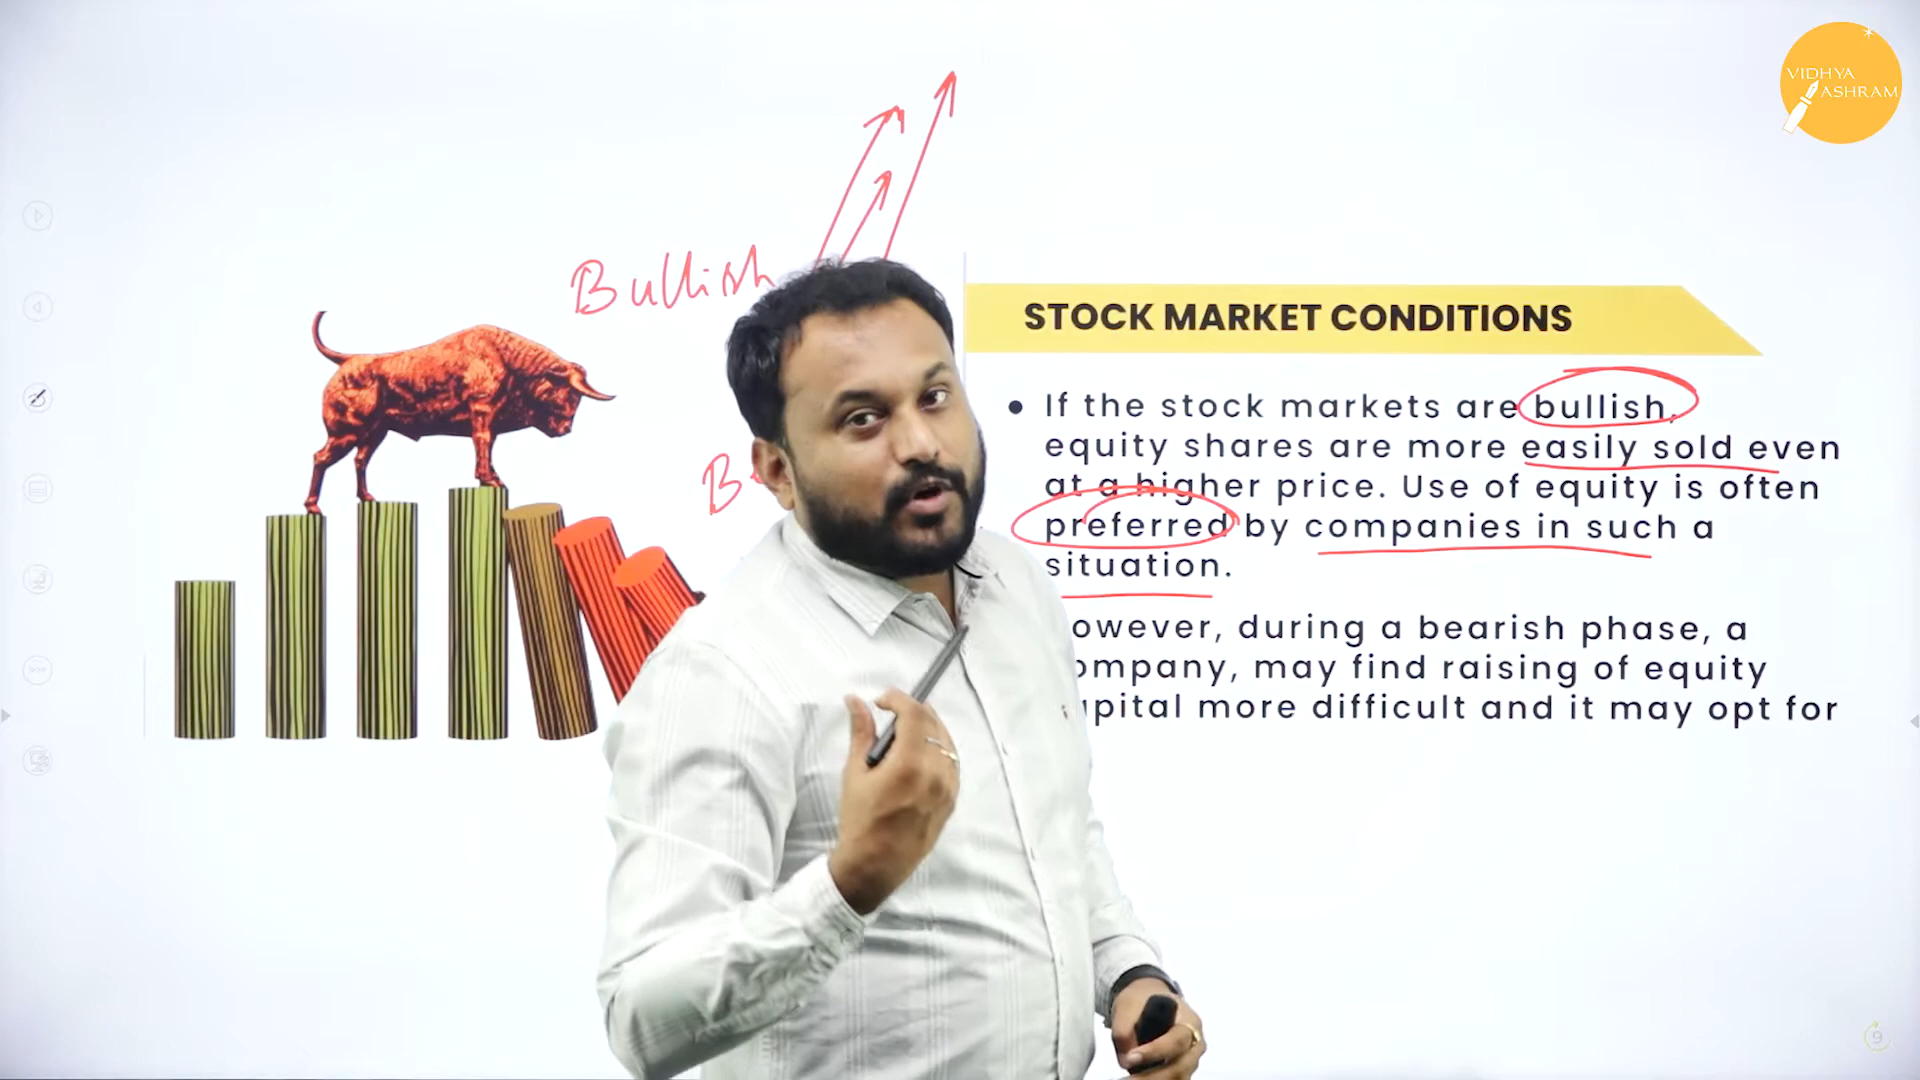 VIDHYA
ASHRAM
Bullish
STOCK MARKET CONDITIONS
• If the stock markets are bullish,
equity shares are more easily sold even
at a higher price. Use of equity is often
preferred by companies in such a
situation.
owever, during a bearish phase, a
ompany, may find raising of equity
pital more difficult and it may opt for
9